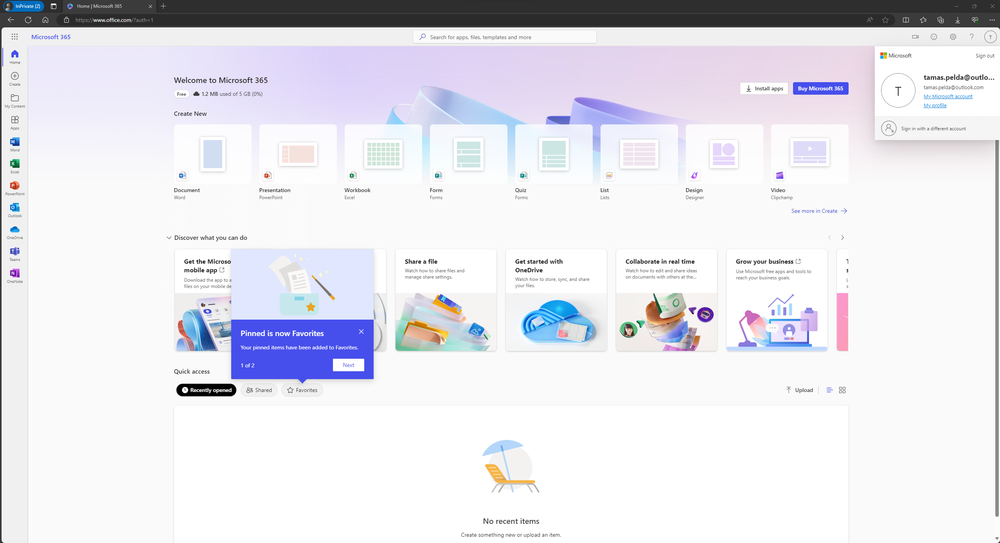 InPrivate (2)
Home | Microsoft 365
https://www.office.com/?auth=1
Microsoft 365
Search for apps, files, templates and more
T
Home
Create
My Content
Apps
Word
Excel
PowerPoint
Outlook
OneDrive
Teams
OneNote
Microsoft
Sign out
T
tamas.pelda@outlo...
tamas.pelda@outlook.com
My Microsoft account
My profile
Sign in with a different account
Welcome to Microsoft 365
Free 1.2 MB used of 5 GB (0%)
Install apps
Buy Microsoft 365
Create New
Document
Word
Presentation
PowerPoint
Workbook
Excel
Form
Forms
Quiz
Forms
List
Lists
Design
Designer
Video
Clipchamp
See more in Create
Discover what you can do
Get the Microso
mobile app
Download the app to a
files on your mobile de
Share a file
Watch how to share files and
manage share settings.
Get started with
OneDrive
Watch how to store, sync, and share
your files.
Collaborate in real time
Watch how to edit and share ideas
on documents with others at the...
Grow your business
Use Microsoft free apps and tools to
reach your business goals.
Pinned is now Favorites
Your pinned items have been added to Favorites.
1 of 2
Next
Quick access
Recently opened
Shared
Favorites
Upload
No recent items
Create something new or upload an item.